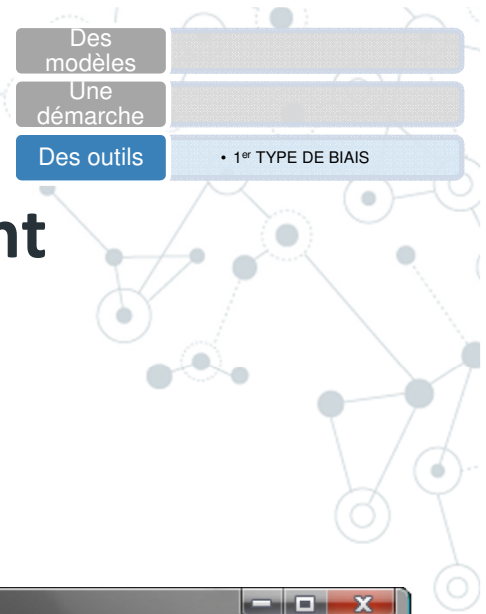 Des
modèles
Une
démarche
Des outils
• 1er TYPE DE BIAIS
nt